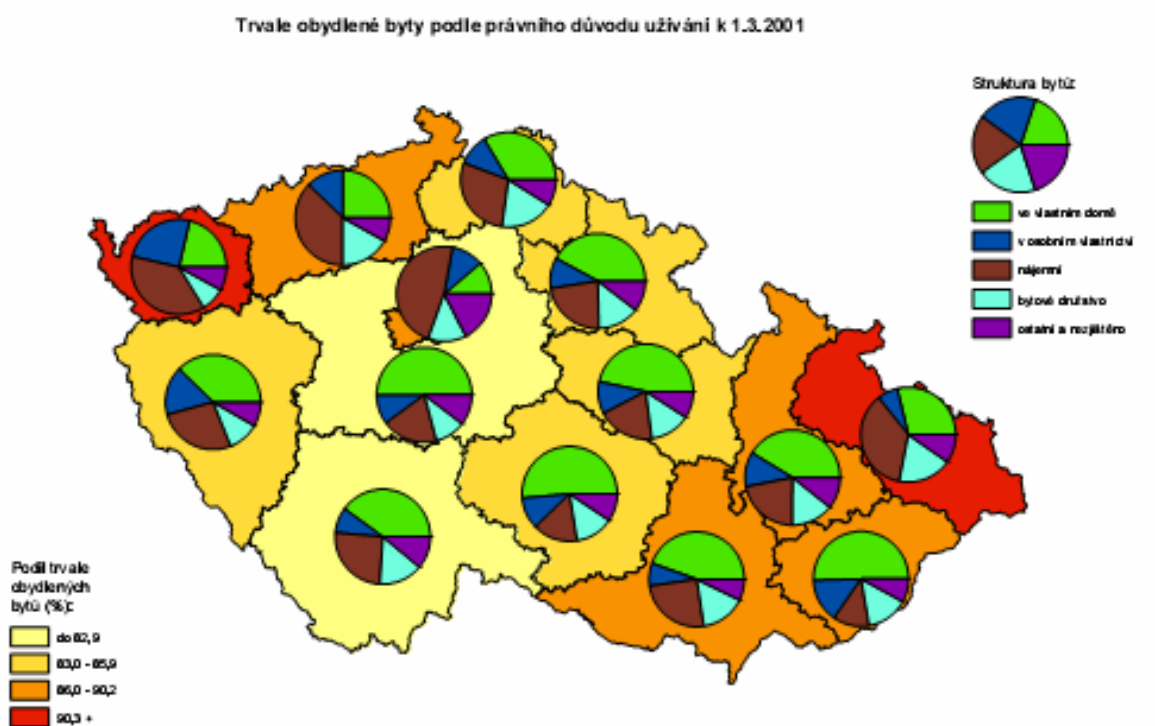 Trvale obydlené byty podle právního důvodu užívání k 1.3.2001
Struktura bytů:
ve vlastním domě
v osobním vlastnictví
nájemní
bytové družstvo
ostatní a nezjištěno
Podíl trvale
obydlených
bytů (%):
do 82,9
83,0 - 85,9
86,0 - 90,2
90,3 +